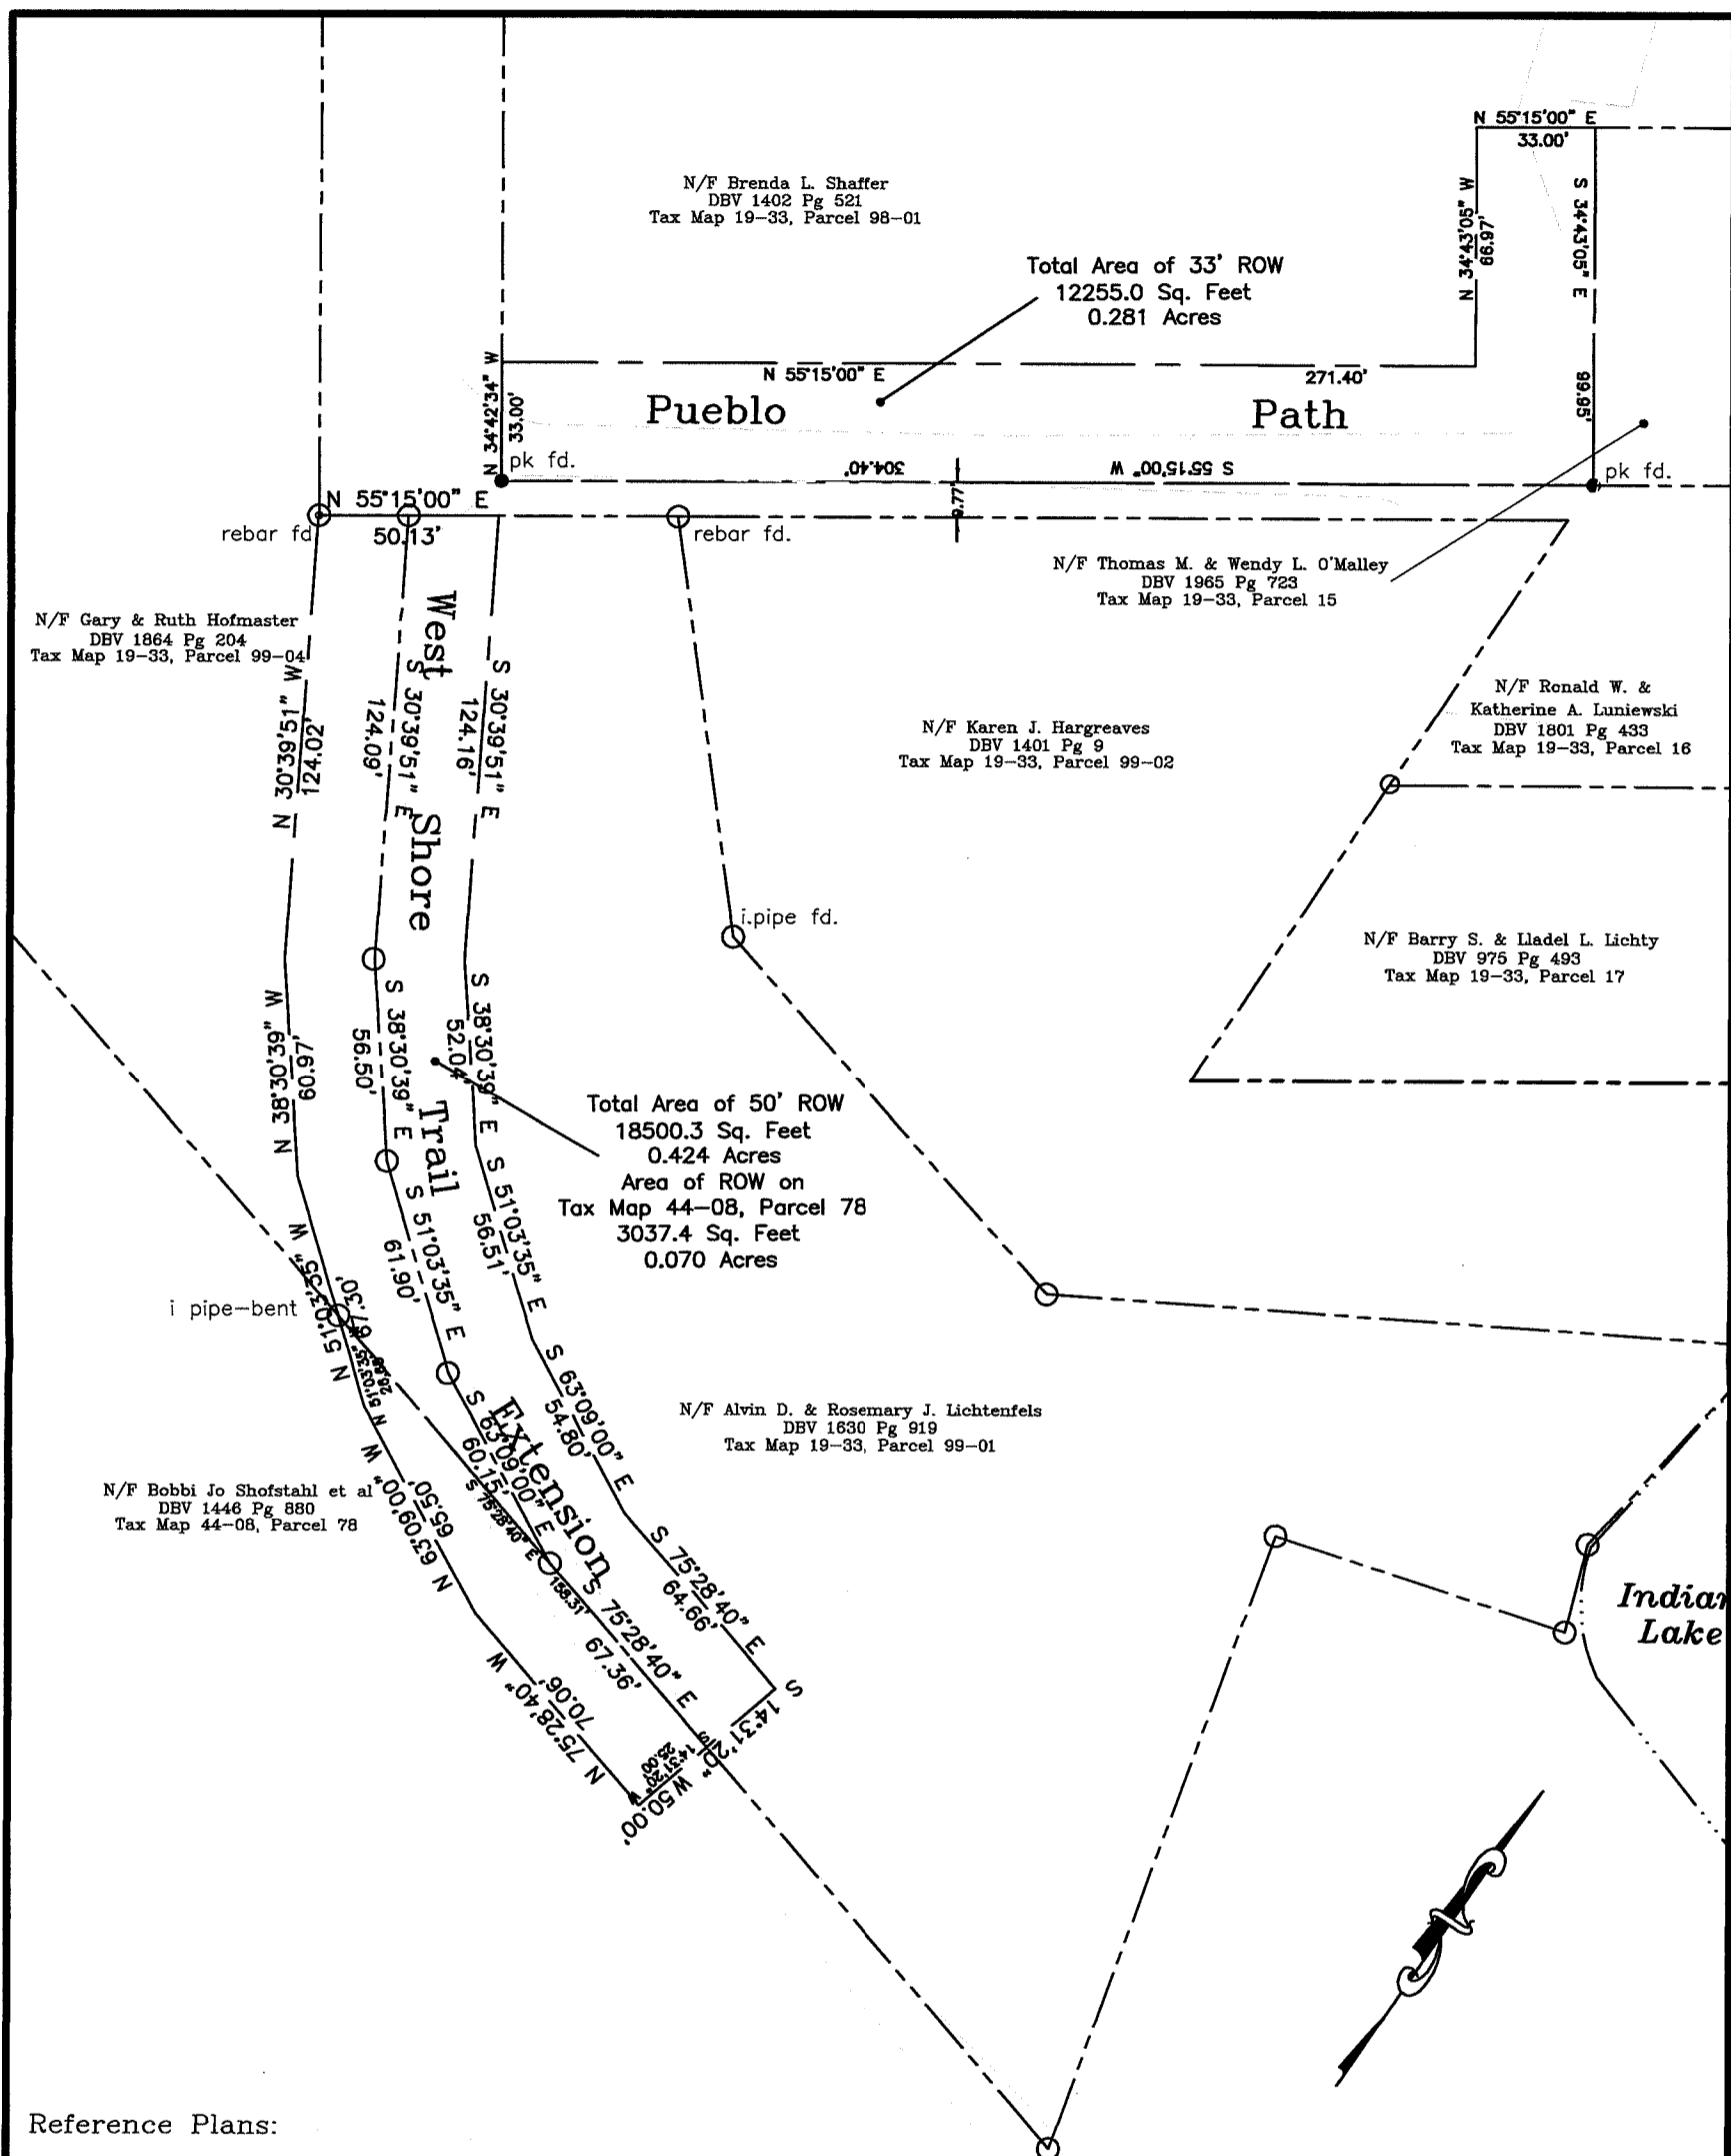 N 55°15'00" E
33.00'
N 34°43'05" W
66.97'
S 34°43'05" E
99.95'
N/F Brenda L. Shaffer
DBV 1402 Pg 521
Tax Map 19-33, Parcel 98-01
Total Area of 33' ROW
12255.0 Sq. Feet
0.281 Acres
N 34°42'34" W
33.00'
N 55°15'00" E
271.40'
Pueblo Path
pk fd.
304.40'
S 55°15'00" W
9.77'
pk fd.
N 55°15'00" E
50.13'
rebar fd
rebar fd.
N/F Thomas M. & Wendy L. O'Malley
DBV 1965 Pg 723
Tax Map 19-33, Parcel 15
N/F Gary & Ruth Hofmaster
DBV 1864 Pg 204
Tax Map 19-33, Parcel 99-04
N/F Ronald W. &
Katherine A. Luniewski
DBV 1801 Pg 433
Tax Map 19-33, Parcel 16
N/F Karen J. Hargreaves
DBV 1401 Pg 9
Tax Map 19-33, Parcel 99-02
N 30°39'51" W
124.02'
S 30°39'51" E
124.09'
S 30°39'51" E
124.16'
West Shore Trail Extension
i.pipe fd.
N/F Barry S. & Lladel L. Lichty
DBV 975 Pg 493
Tax Map 19-33, Parcel 17
N 38°30'39" W
60.97'
S 38°30'39" E
56.50'
S 38°30'39" E
52.04'
Total Area of 50' ROW
18500.3 Sq. Feet
0.424 Acres
Area of ROW on
Tax Map 44-08, Parcel 78
3037.4 Sq. Feet
0.070 Acres
N 51°03'35" W
67.30'
S 51°03'35" E
61.90'
S 51°03'35" E
56.51'
i pipe-bent
N 51°03'35" W
N 63°09'00" W
65.50'
S 63°09'00" E
60.15'
S 63°09'00" E
54.80'
N/F Alvin D. & Rosemary J. Lichtenfels
DBV 1630 Pg 919
Tax Map 19-33, Parcel 99-01
N/F Bobbi Jo Shofstahl et al
DBV 1446 Pg 880
Tax Map 44-08, Parcel 78
S 75°28'40" E
158.31'
N 75°28'40" W
70.06'
S 75°28'40" E
67.36'
S 75°28'40" E
64.66'
S 14°31'20" W 50.00'
S 14°31'20" W
25.00'
Indian
Lake
Reference Plans: